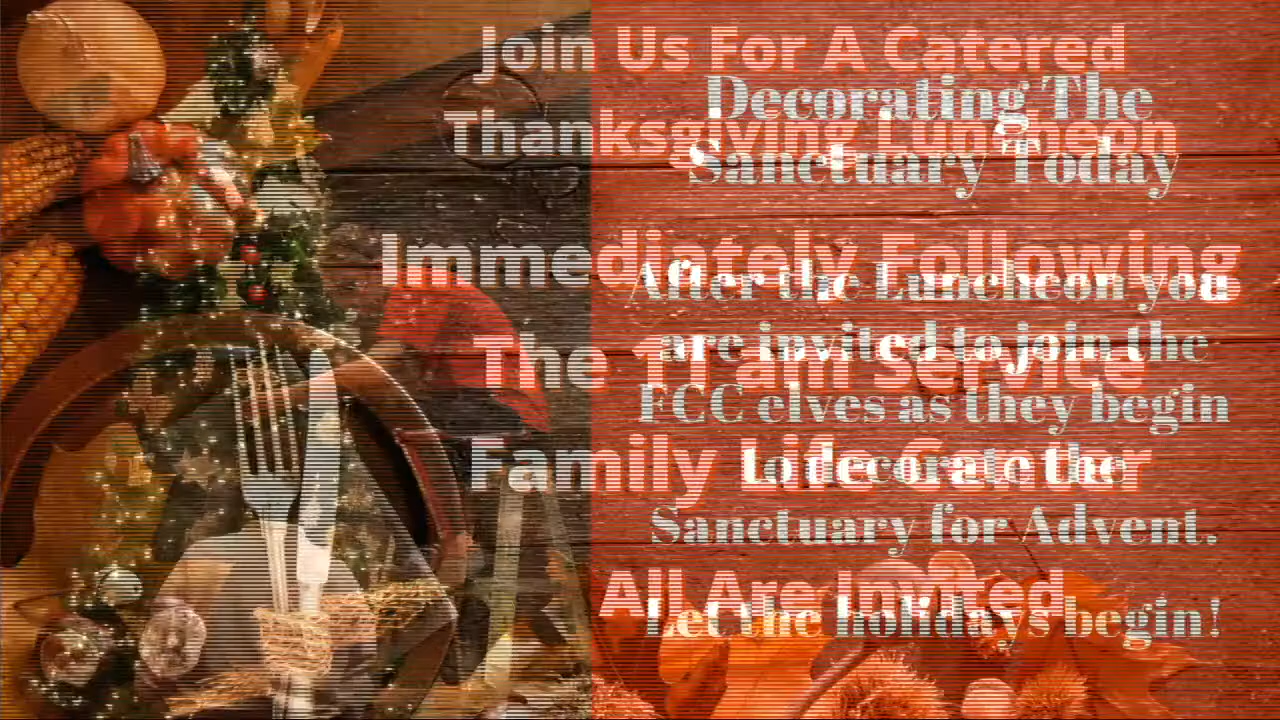 Join Us For A Catered
Thanksgiving Luncheon
Immediately Following
The 11 am Service
Family Life Center
All Are Invited
Decorating The
Sanctuary Today
After the Luncheon you
are invited to join the
FCC elves as they begin
to decorate the
Sanctuary for Advent.
Let the holidays begin!